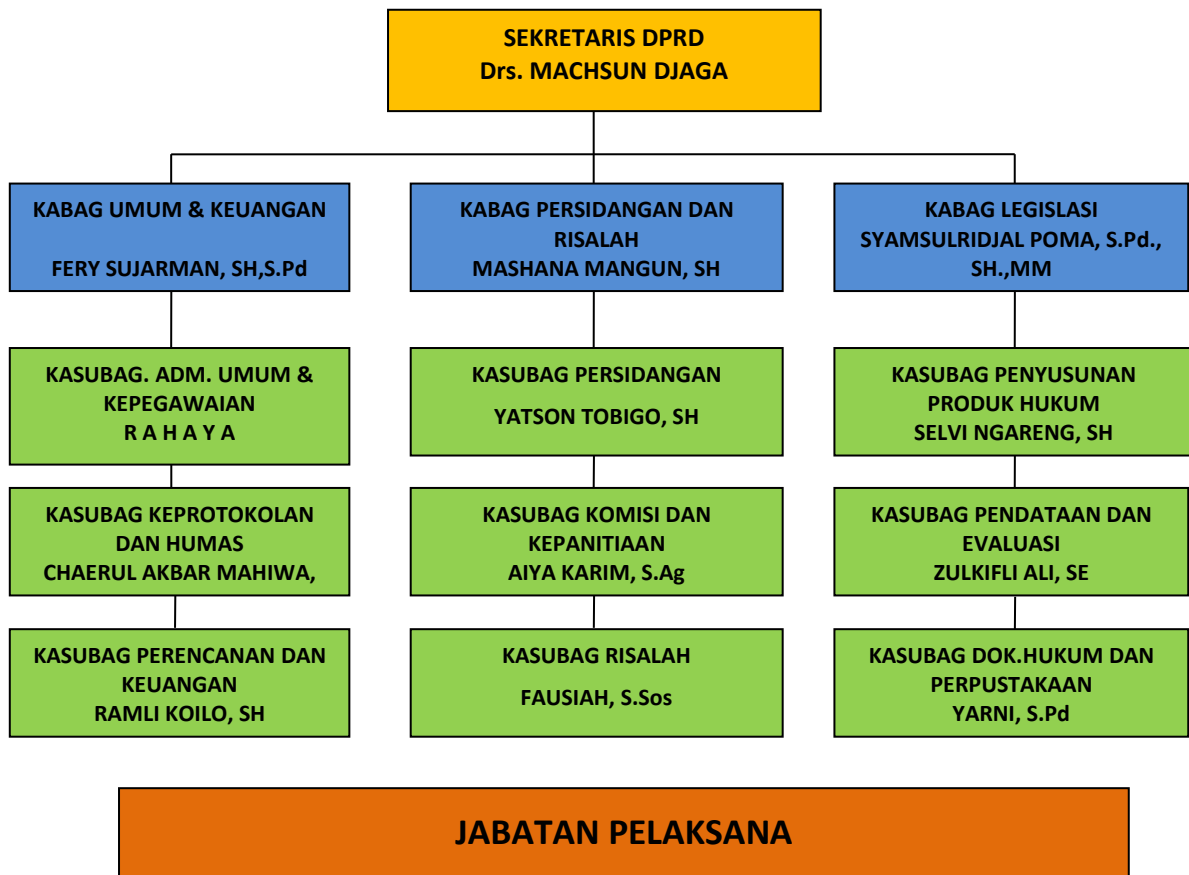 SEKRETARIS DPRD
Drs. MACHSUN DJAGA
KABAG UMUM & KEUANGAN
FERY SUJARMAN, SH,S.Pd
KABAG PERSIDANGAN DAN
RISALAH
MASHANA MANGUN, SH
KABAG LEGISLASI
SYAMSULRIDJAL POMA, S.Pd.,
SH.,MM
KASUBAG. ADM. UMUM &
KEPEGAWAIAN
R A H A Y A
KASUBAG PERSIDANGAN
YATSON TOBIGO, SH
KASUBAG PENYUSUNAN
PRODUK HUKUM
SELVI NGARENG, SH
KASUBAG KEPROTOKOLAN
DAN HUMAS
CHAERUL AKBAR MAHIWA,
KASUBAG KOMISI DAN
KEPANITIAAN
AIYA KARIM, S.Ag
KASUBAG PENDATAAN DAN
EVALUASI
ZULKIFLI ALI, SE
KASUBAG PERENCANAN DAN
KEUANGAN
RAMLI KOILO, SH
KASUBAG RISALAH
FAUSIAH, S.Sos
KASUBAG DOK.HUKUM DAN
PERPUSTAKAAN
YARNI, S.Pd
JABATAN PELAKSANA